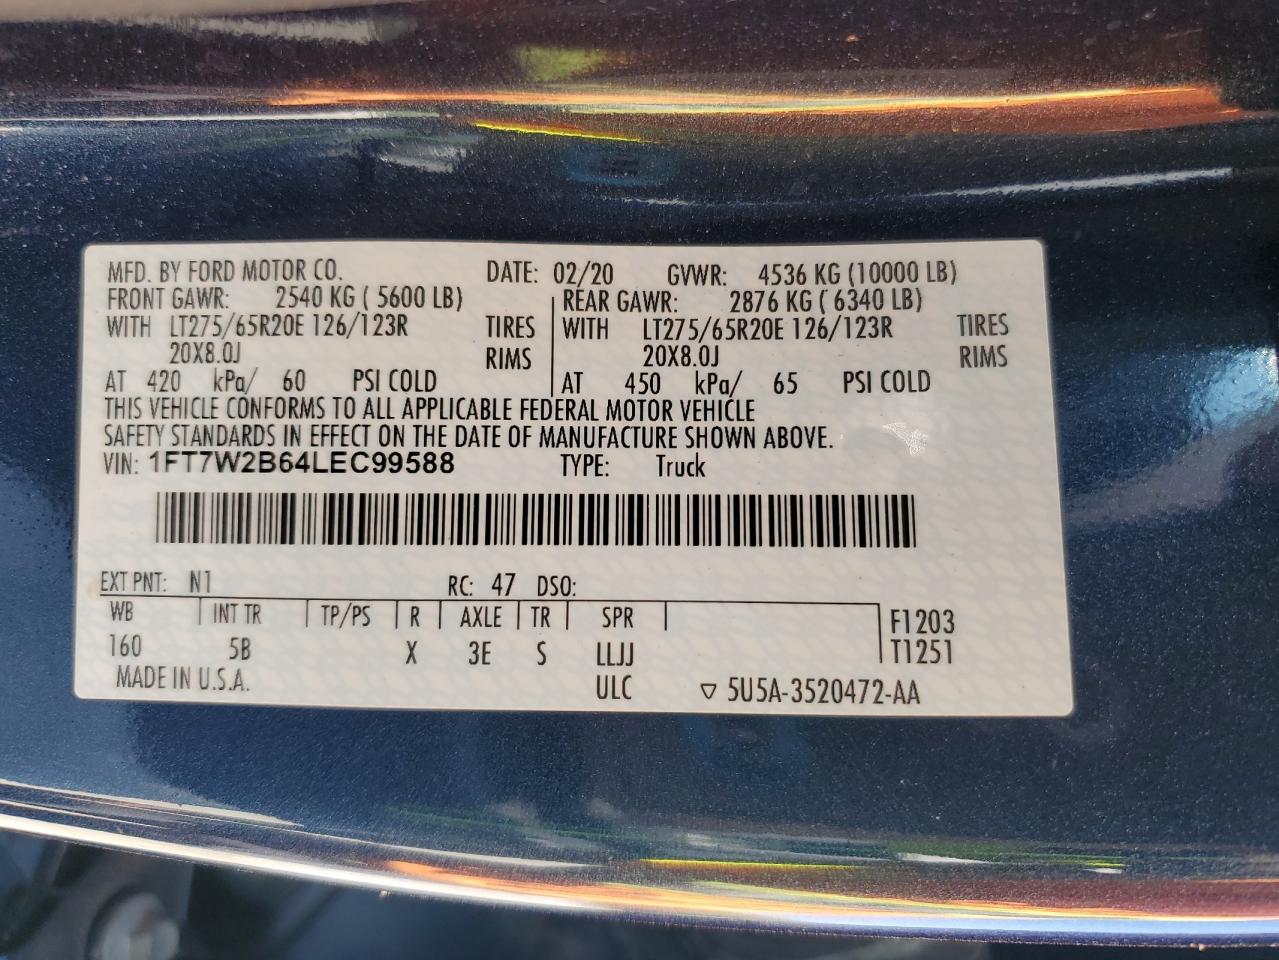 MFD. BY FORD MOTOR CO. DATE: 02/20 GVWR: 4536 KG (10000 LB)
FRONT GAWR: 2540 KG ( 5600 LB) REAR GAWR: 2876 KG ( 6340 LB)
WITH LT275/65R20E 126/123R TIRES WITH LT275/65R20E 126/123R TIRES
20X8.0J RIMS 20X8.0J RIMS
AT 420 kPa/ 60 PSI COLD AT 450 kPa/ 65 PSI COLD
THIS VEHICLE CONFORMS TO ALL APPLICABLE FEDERAL MOTOR VEHICLE
SAFETY STANDARDS IN EFFECT ON THE DATE OF MANUFACTURE SHOWN ABOVE.
VIN: 1FT7W2B64LEC99588 TYPE: Truck
EXT PNT: N1 RC: 47 DSO:
WB INT TR TP/PS R AXLE TR SPR F1203
160 5B X 3E S LLJJ T1251
MADE IN U.S.A. ULC ▽ 5U5A-3520472-AA